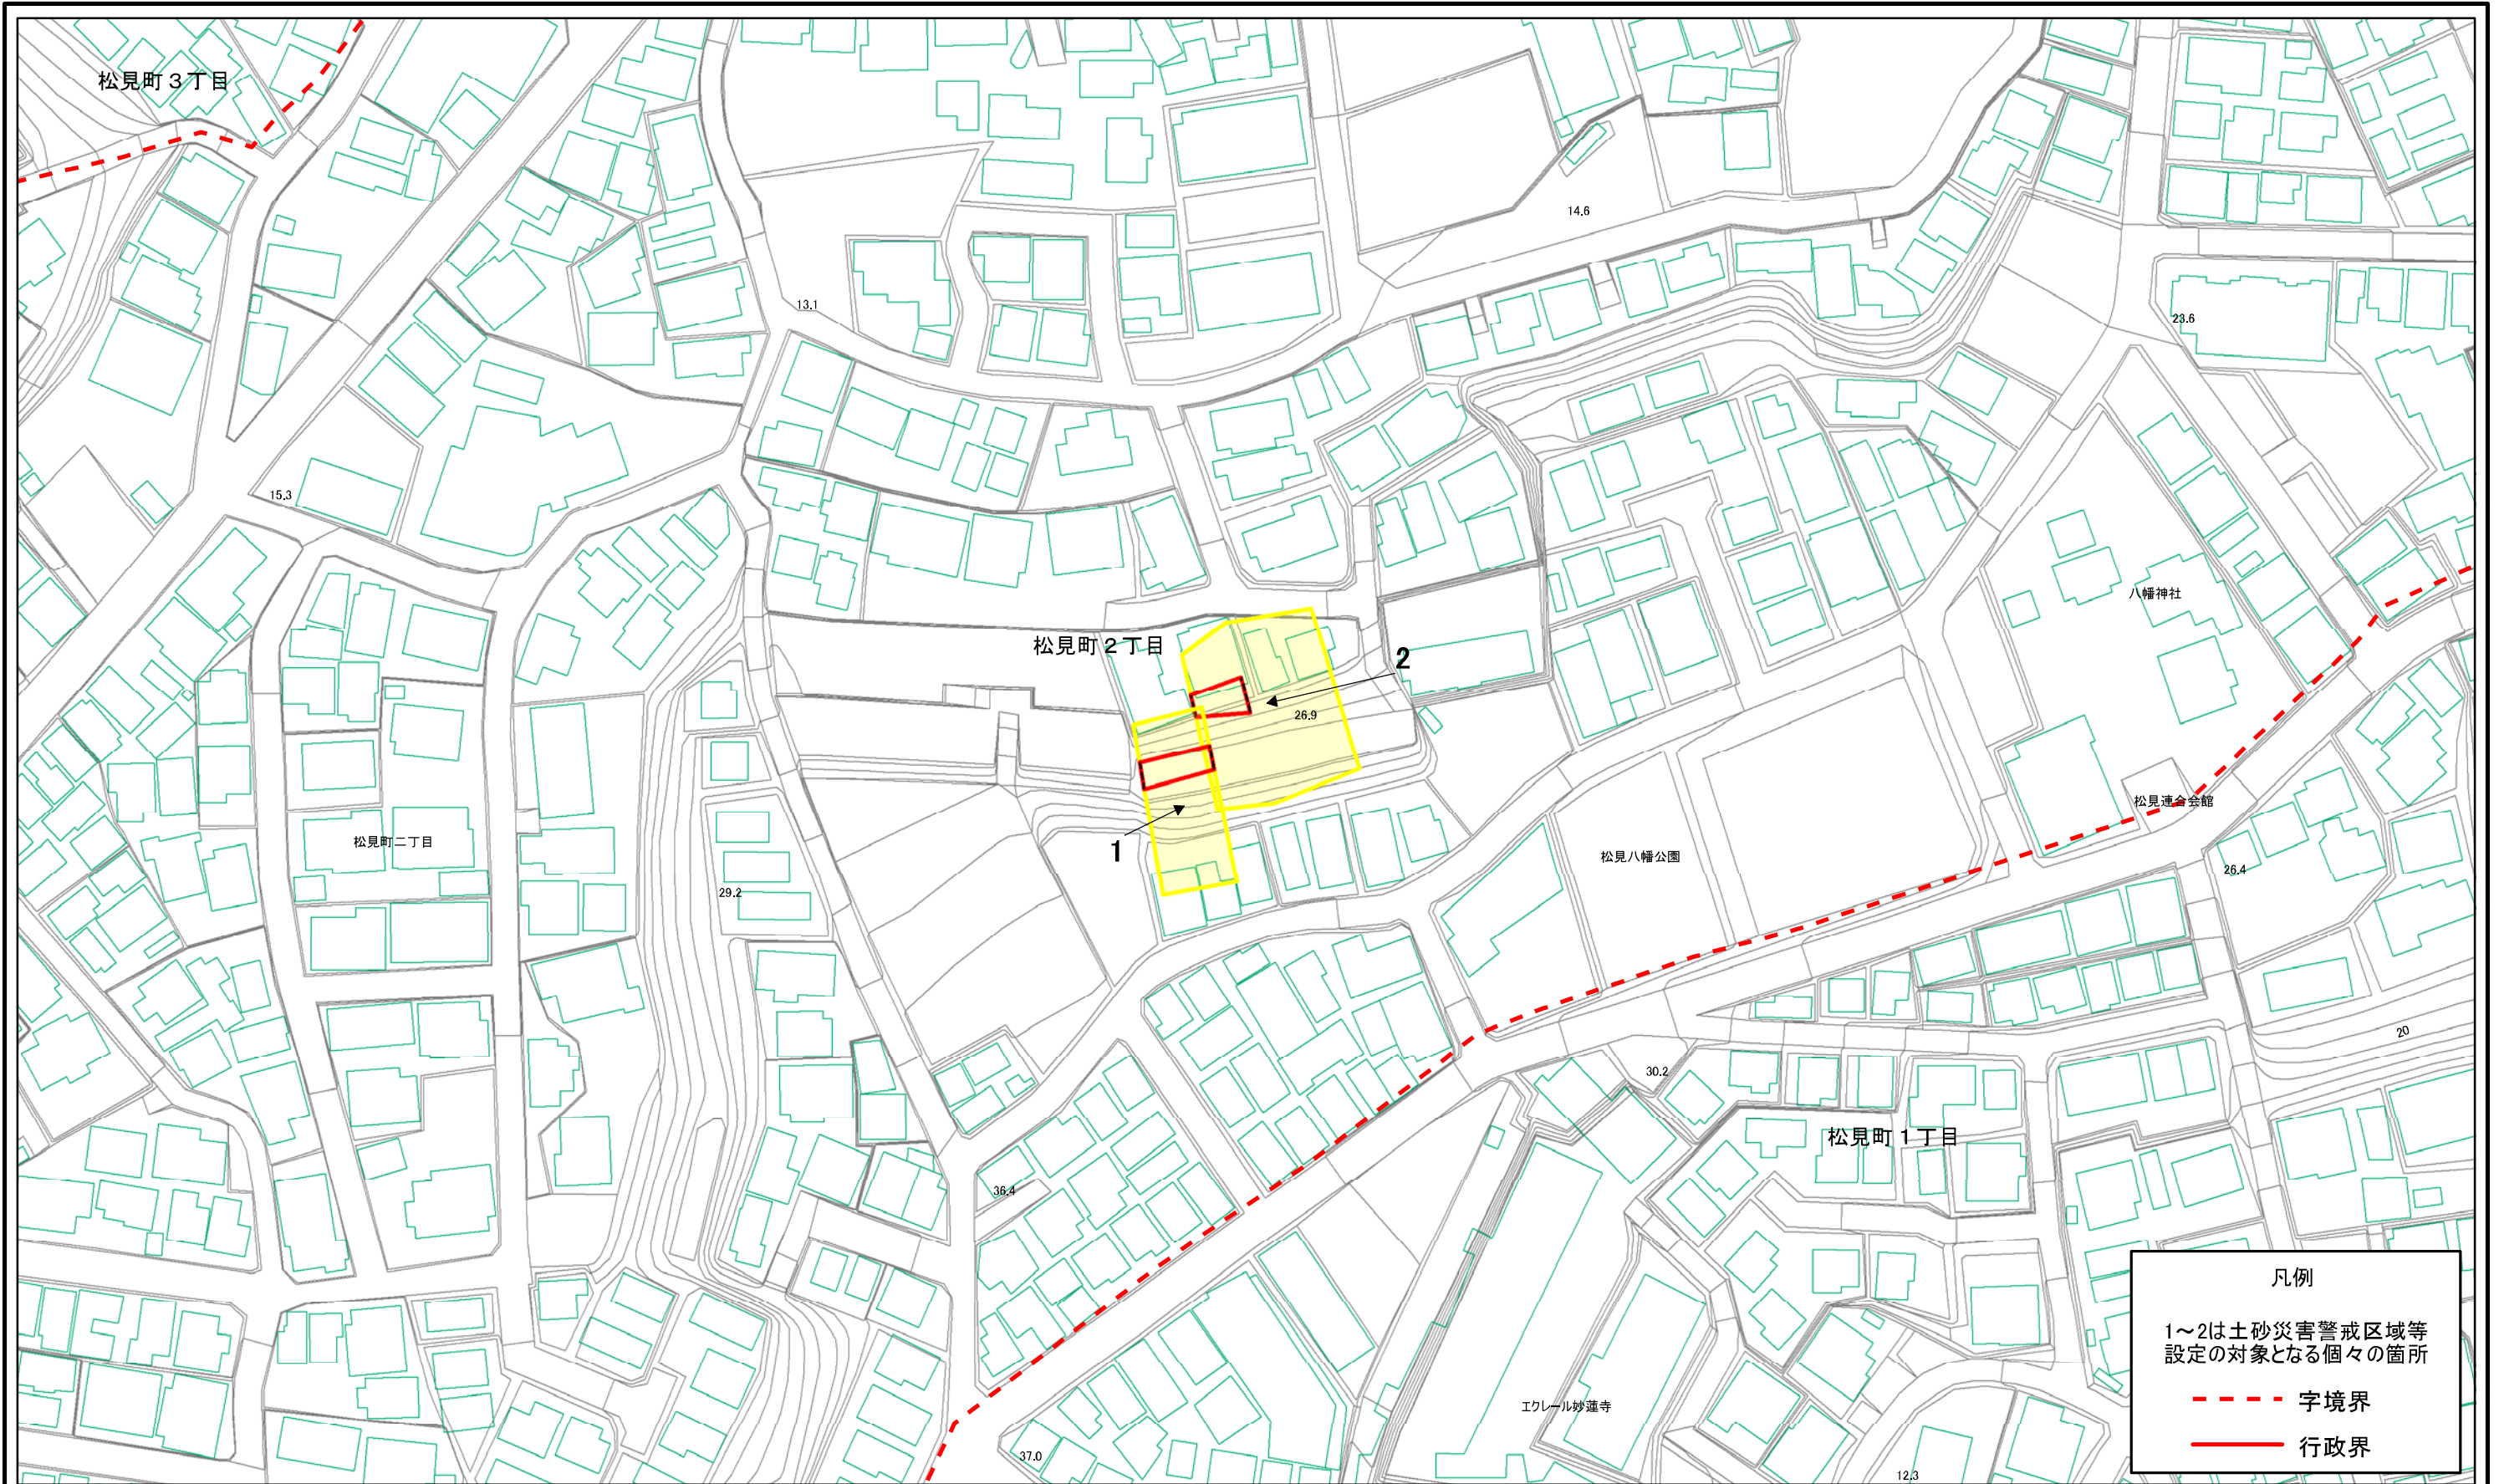 松見町３丁目
14.6
13.1
23.6
15.3
八幡神社
松見町２丁目
2
26.9
松見連合会館
1
松見町二丁目
松見八幡公園
26.4
29.2
20
30.2
松見町１丁目
36.4
エクレール妙蓮寺
37.0
12.3
凡例
1～2は土砂災害警戒区域等
設定の対象となる個々の箇所
字境界
行政界